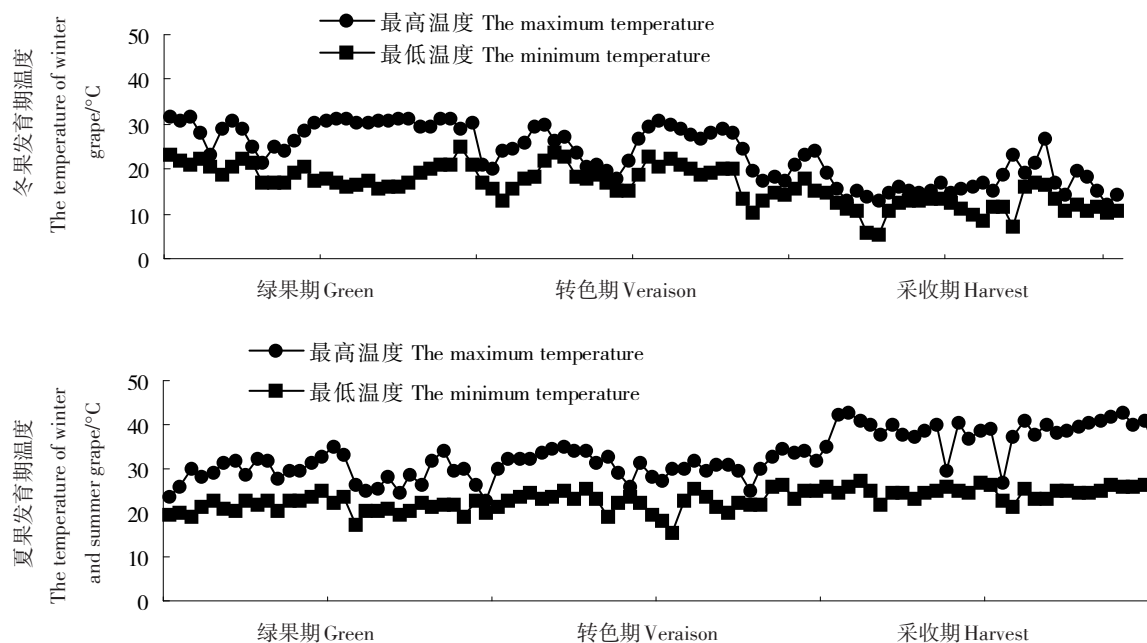 最高温度 The maximum temperature
最低温度 The minimum temperature
冬果发育期温度
The temperature of winter
grape/°C
50
40
30
20
10
0
绿果期 Green
转色期 Veraison
采收期 Harvest
最高温度 The maximum temperature
最低温度 The minimum temperature
夏果发育期温度
The temperature of winter
and summer grape/°C
50
40
30
20
10
0
绿果期 Green
转色期 Veraison
采收期 Harvest